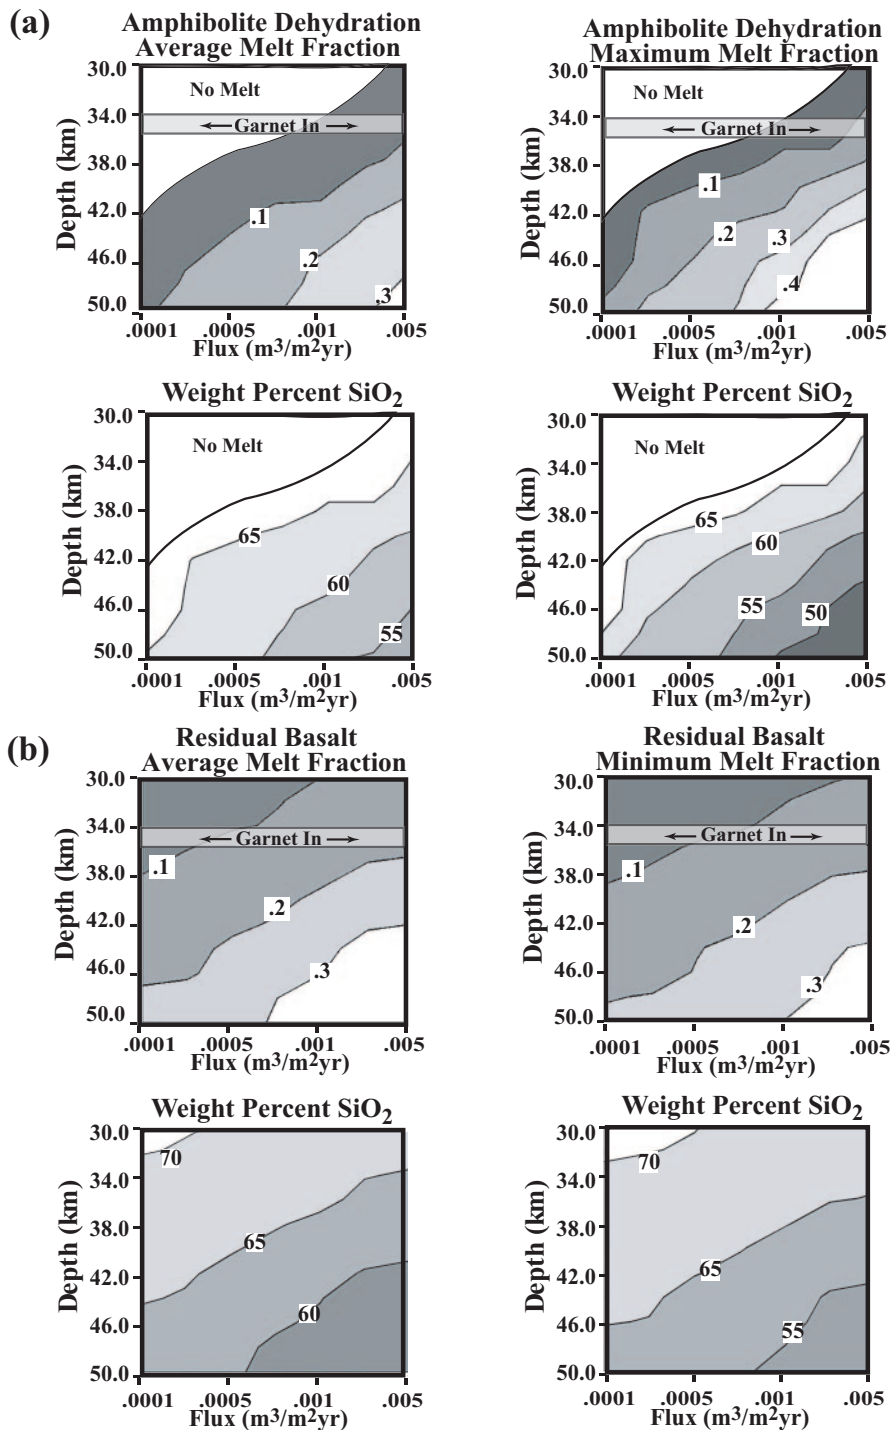 (a)
Amphibolite Dehydration
Average Melt Fraction
30.0
34.0
38.0
42.0
46.0
50.0
Depth (km)
No Melt
Garnet In
.1
.2
,3
.0001 .0005 .001 .005
Flux (m3/m2yr)
Amphibolite Dehydration
Maximum Melt Fraction
30.0
34.0
38.0
42.0
46.0
50.0
Depth (km)
No Melt
Garnet In
.1
.2
.3
.4
.0001 .0005 .001 .005
Flux (m3/m2yr)
Weight Percent SiO2
30.0
34.0
38.0
42.0
46.0
50.0
Depth (km)
No Melt
65
60
55
.0001 .0005 .001 .005
Flux (m3/m2yr)
Weight Percent SiO2
30.0
34.0
38.0
42.0
46.0
50.0
Depth (km)
No Melt
65
60
55
50
.0001 .0005 .001 .005
Flux (m3/m2yr)
(b)
Residual Basalt
Average Melt Fraction
30.0
34.0
38.0
42.0
46.0
50.0
Depth (km)
Garnet In
.1
.2
.3
.0001 .0005 .001 .005
Flux (m3/m2yr)
Residual Basalt
Minimum Melt Fraction
30.0
34.0
38.0
42.0
46.0
50.0
Depth (km)
Garnet In
.1
.2
.3
.0001 .0005 .001 .005
Flux (m3/m2yr)
Weight Percent SiO2
30.0
34.0
38.0
42.0
46.0
50.0
Depth (km)
70
65
60
.0001 .0005 .001 .005
Flux (m3/m2yr)
Weight Percent SiO2
30.0
34.0
38.0
42.0
46.0
50.0
Depth (km)
70
65
55
.0001 .0005 .001 .005
Flux (m3/m2yr)